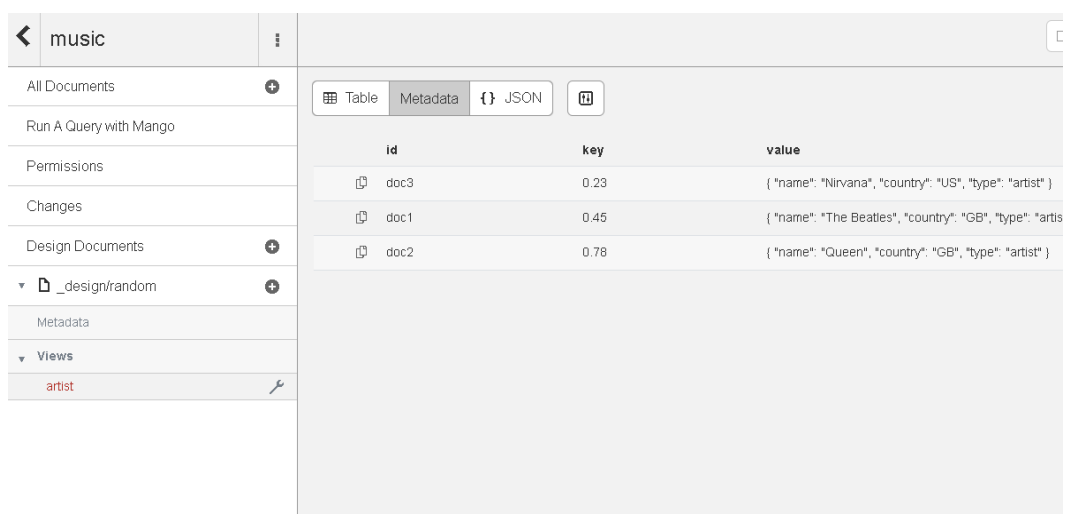 music
All Documents
Run A Query with Mango
Permissions
Changes
Design Documents
_design/random
Metadata
Views
artist
Table Metadata {} JSON
id key value
doc3 0.23 { "name": "Nirvana", "country": "US", "type": "artist" }
doc1 0.45 { "name": "The Beatles", "country": "GB", "type": "artis
doc2 0.78 { "name": "Queen", "country": "GB", "type": "artist" }